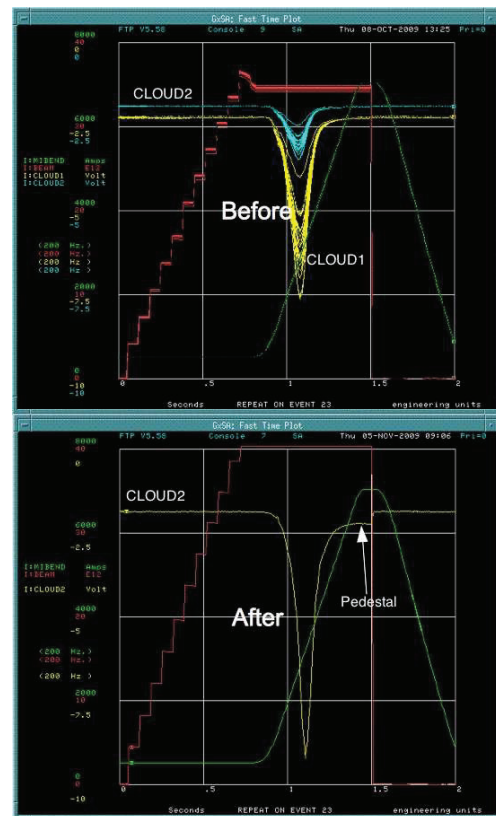 GxSA: Fast Time Plot
FTP V5.58 Console 9 SA Thu 08-OCT-2009 13:25 Pri=0
8000
40
0
0
CLOUD2
6000
30
-2.5
-2.5
I:MIBEND Amps
I:BEAM E12
I:CLOUD1 Volt
I:CLOUD2 Volt
4000
20
-5
-5
Before
CLOUD1
(200 Hz.)
(200 Hz.)
(200 Hz )
(200 Hz )
2000
10
-7.5
-7.5
0
0
-10
-10
0 .5 1 1.5 2
Seconds REPEAT ON EVENT 23 engineering units
GxSA: Fast Time Plot
FTP V5.58 Console 7 SA Thu 05-NOV-2009 09:06 Pri=0
8000
40
0
CLOUD2
6000
30
-2.5
I:MIBEND Amps
I:BEAM E12
I:CLOUD2 Volt
Pedestal
After
4000
20
-5
(200 Hz.)
(200 Hz.)
(200 Hz )
2000
10
-7.5
0
0
-10
0 .5 1 1.5 2
Seconds REPEAT ON EVENT 23 engineering units